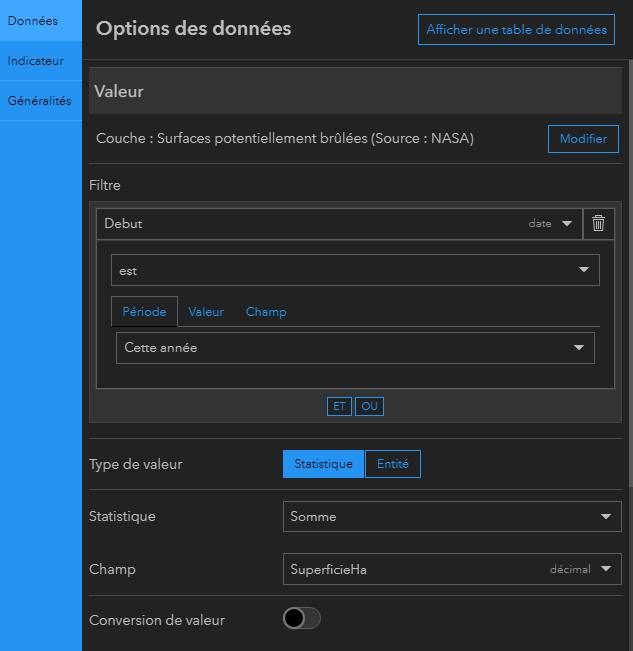 Données
Indicateur
Généralités
Options des données
Afficher une table de données
Valeur
Couche : Surfaces potentiellement brûlées (Source : NASA)
Modifier
Filtre
Debut date
est
Période Valeur Champ
Cette année
ET OU
Type de valeur Statistique Entité
Statistique Somme
Champ SuperficieHa décimal
Conversion de valeur